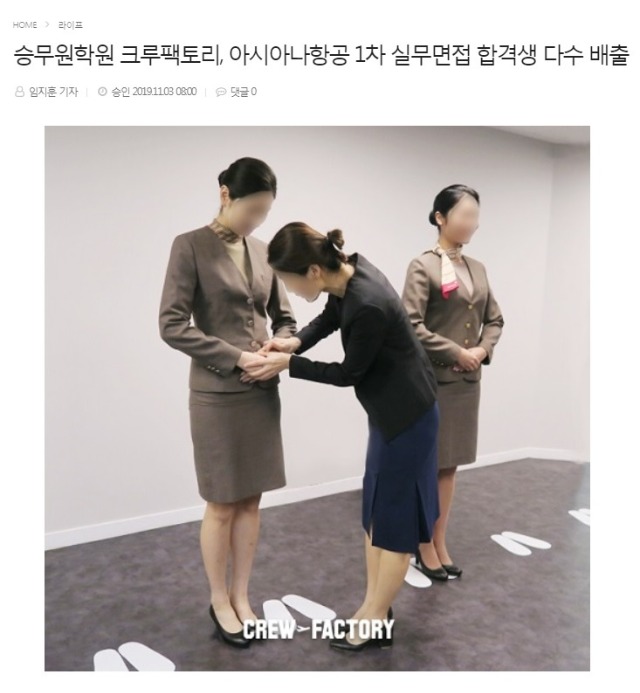 HOME > 라이프
승무원학원 크루팩토리, 아시아나항공 1차 실무면접 합격생 다수 배출
임지훈 기자 | 승인 2019.11.03 08:00 | 댓글 0
CREW FACTORY